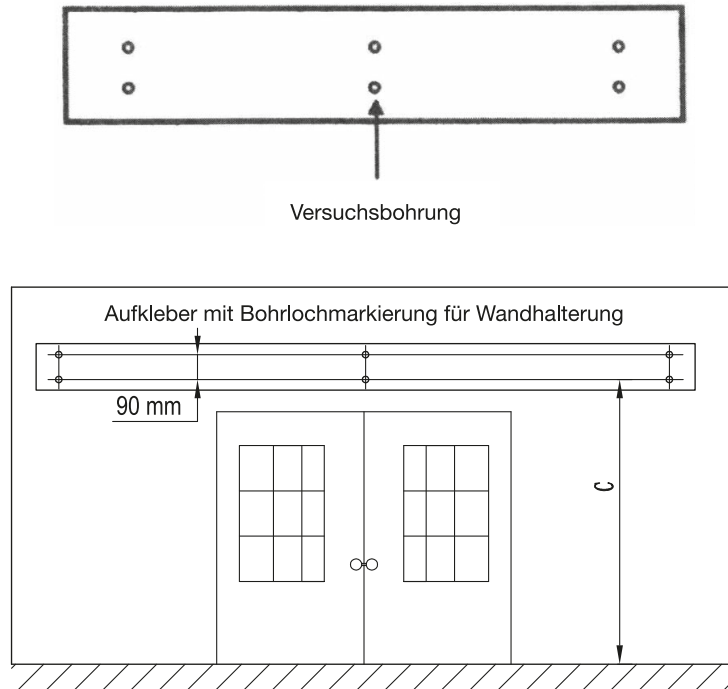 Versuchsbohrung
Aufkleber mit Bohrlochmarkierung für Wandhalterung
90 mm
C